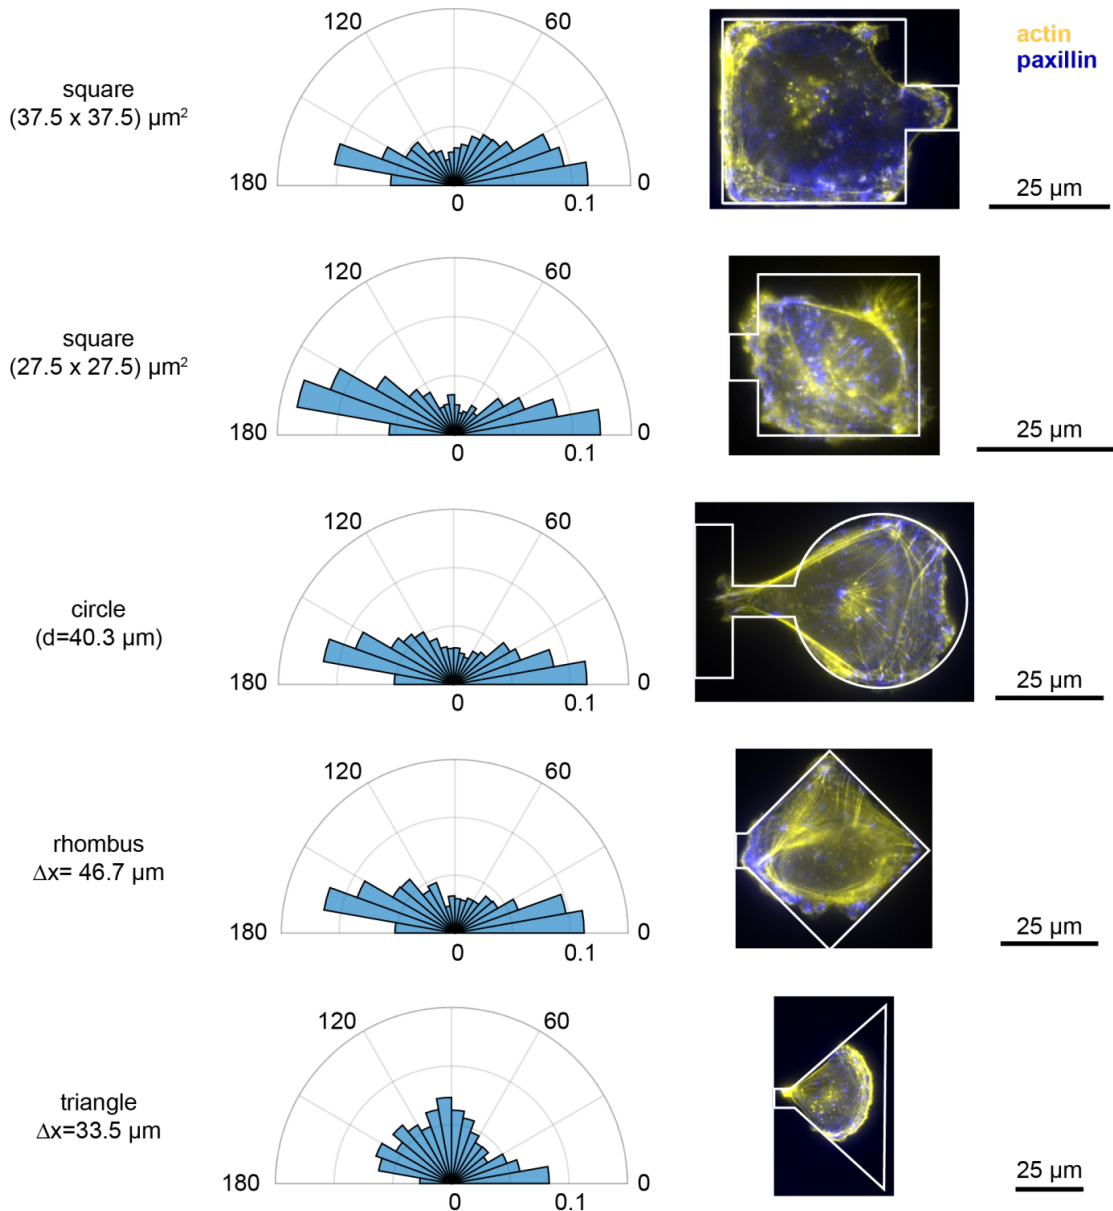 120
60
square
(37.5 x 37.5) µm²
180
0
0
0.1
actin
paxillin
25 µm
120
60
square
(27.5 x 27.5) µm²
180
0
0
0.1
25 µm
120
60
circle
(d=40.3 µm)
180
0
0
0.1
25 µm
120
60
rhombus
Δx= 46.7 µm
180
0
0
0.1
25 µm
120
60
triangle
Δx=33.5 µm
180
0
0
0.1
25 µm